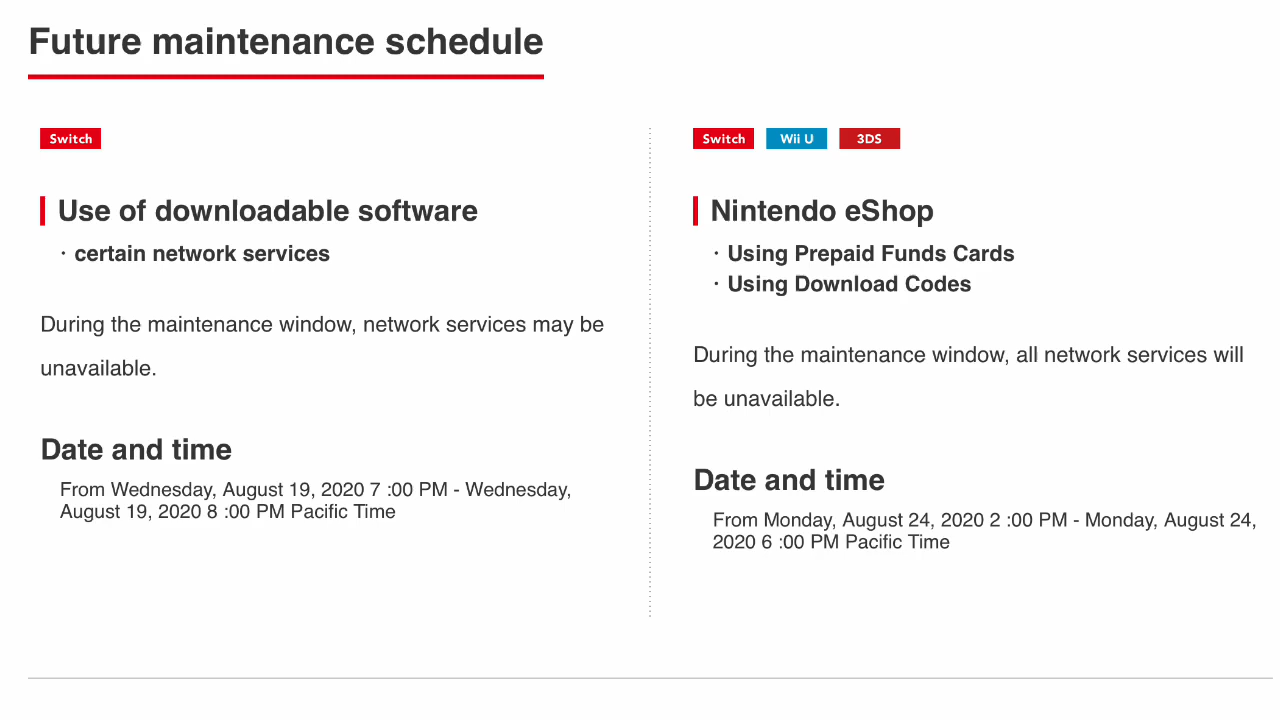 Future maintenance schedule
Switch
Use of downloadable software
・certain network services
During the maintenance window, network services may be
unavailable.
Date and time
From Wednesday, August 19, 2020 7 :00 PM - Wednesday,
August 19, 2020 8 :00 PM Pacific Time
Switch Wii U 3DS
Nintendo eShop
・Using Prepaid Funds Cards
・Using Download Codes
During the maintenance window, all network services will
be unavailable.
Date and time
From Monday, August 24, 2020 2 :00 PM - Monday, August 24,
2020 6 :00 PM Pacific Time